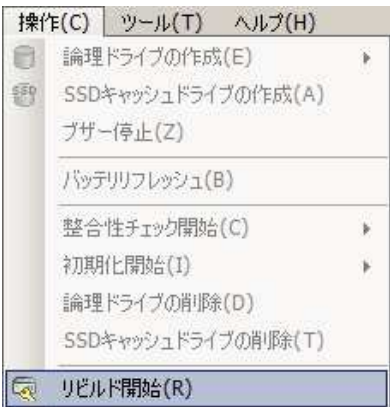 操作(C) ツール(T) ヘルプ(H)
論理ドライブの作成(E)
SSDキャッシュドライブの作成(A)
ブザー停止(Z)
バッテリリフレッシュ(B)
整合性チェック開始(C)
初期化開始(I)
論理ドライブの削除(D)
SSDキャッシュドライブの削除(T)
リビルド開始(R)